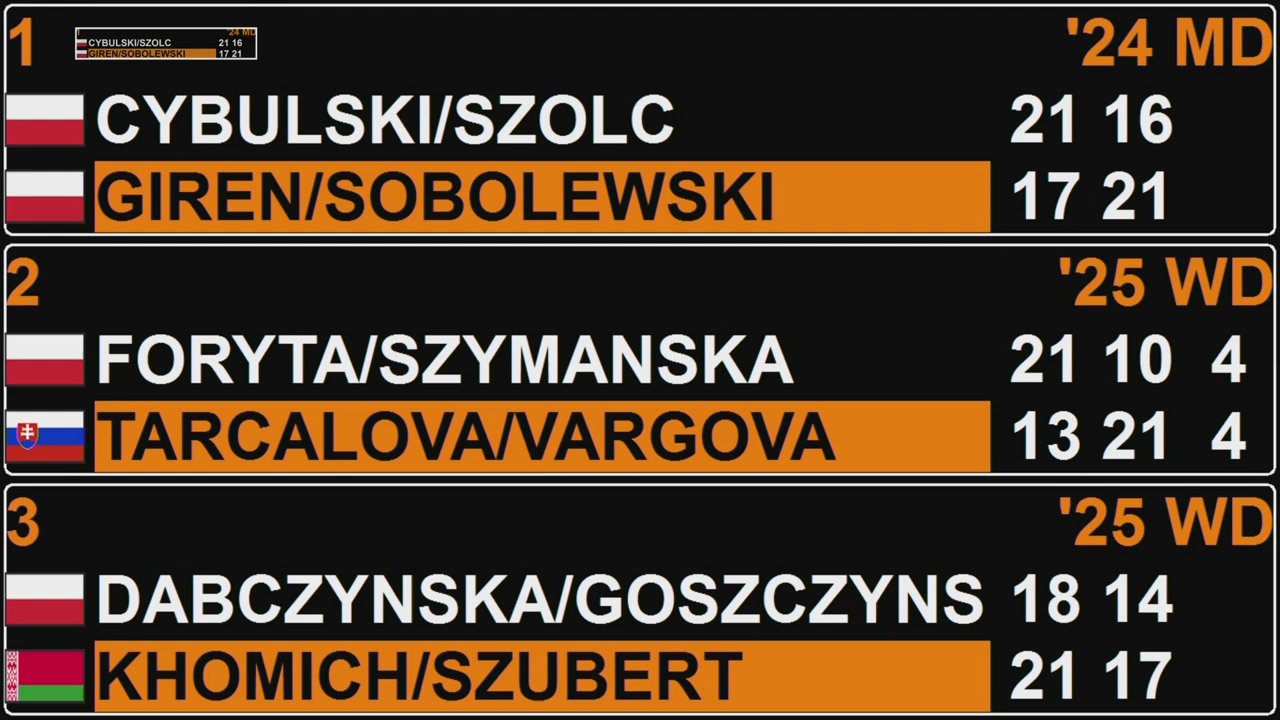 1 '24 MD
'24 MD
CYBULSKI/SZOLC 21 16
GIREN/SOBOLEWSKI 17 21
CYBULSKI/SZOLC 21 16
GIREN/SOBOLEWSKI 17 21
2 '25 WD
FORYTA/SZYMANSKA 21 10 4
TARCALOVA/VARGOVA 13 21 4
3 '25 WD
DABCZYNSKA/GOSZCZYNS 18 14
KHOMICH/SZUBERT 21 17